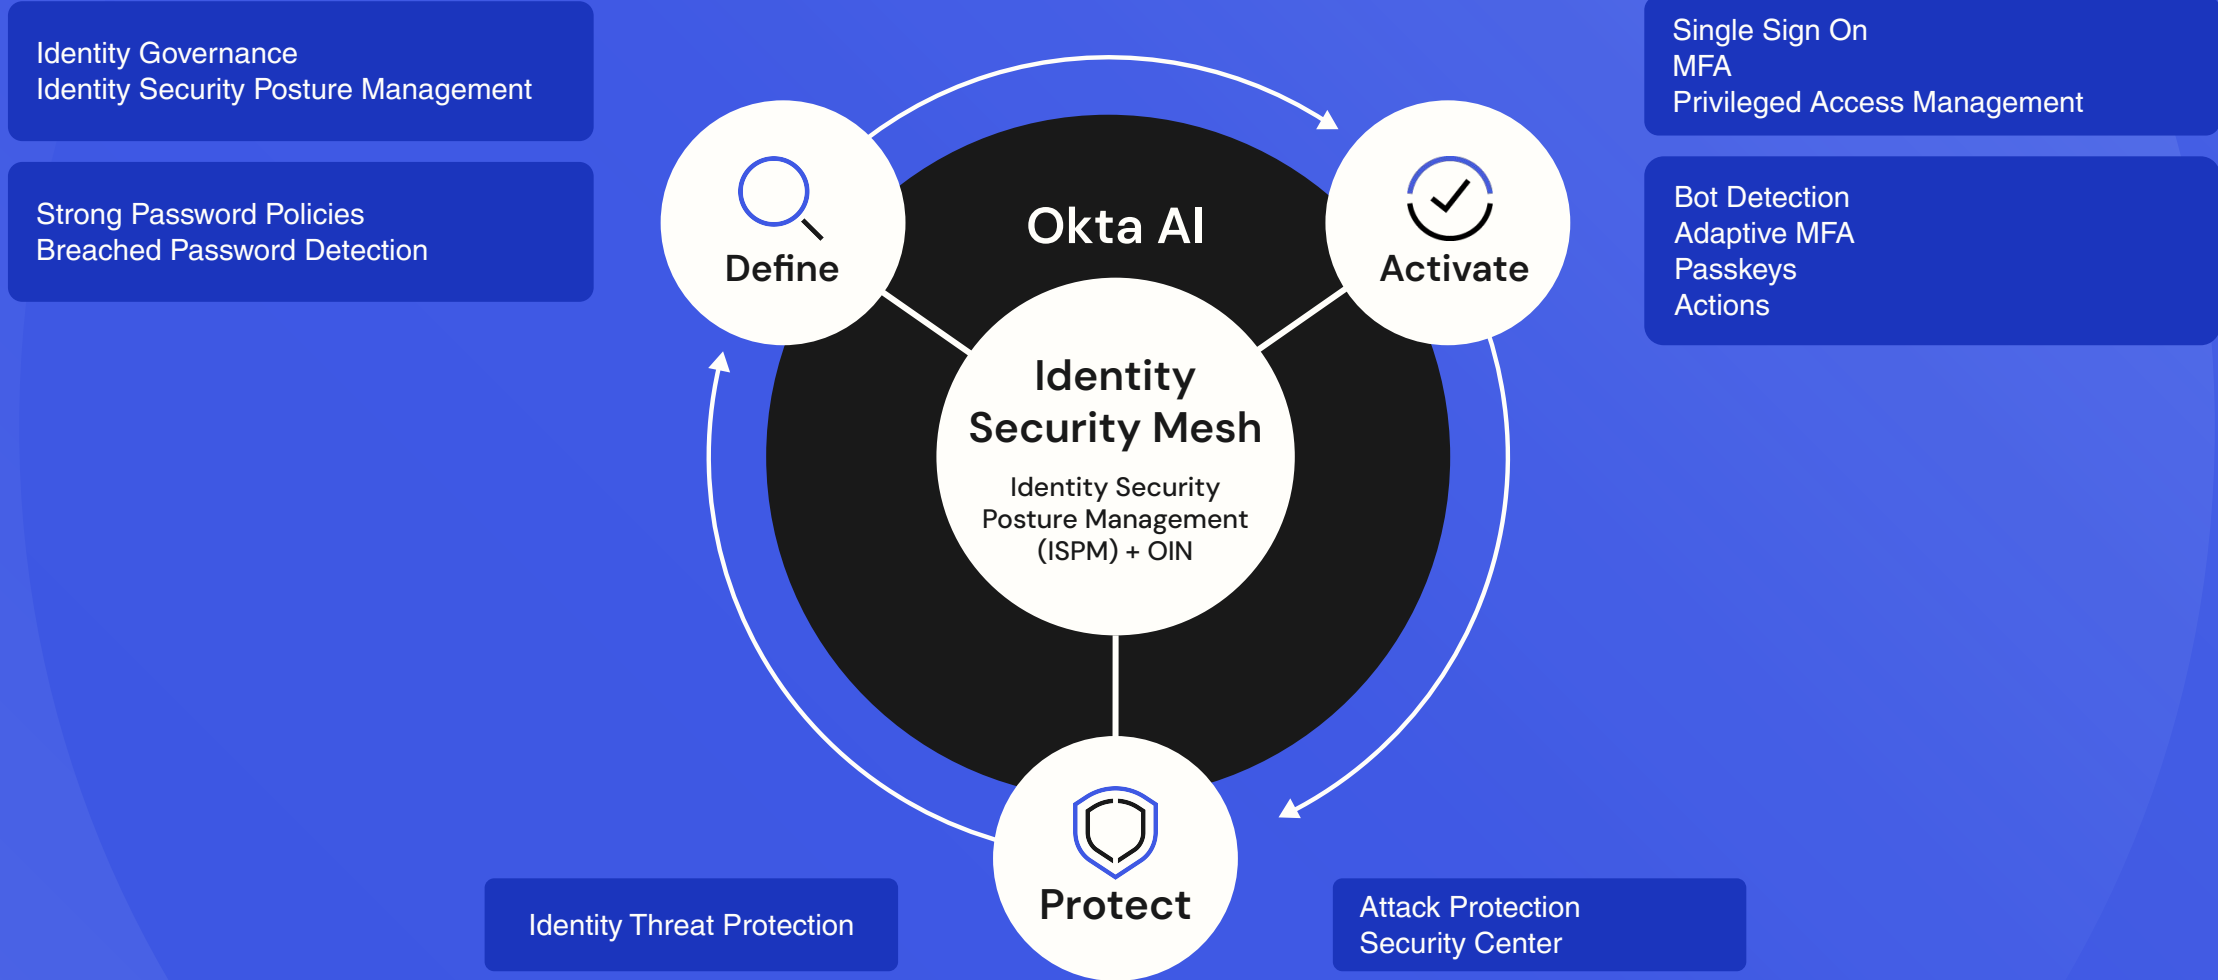 Identity Governance
Identity Security Posture Management
Strong Password Policies
Breached Password Detection
Single Sign On
MFA
Privileged Access Management
Bot Detection
Adaptive MFA
Passkeys
Actions
Okta AI
Define
Activate
Identity
Security Mesh
Identity Security
Posture Management
(ISPM) + OIN
Protect
Identity Threat Protection
Attack Protection
Security Center